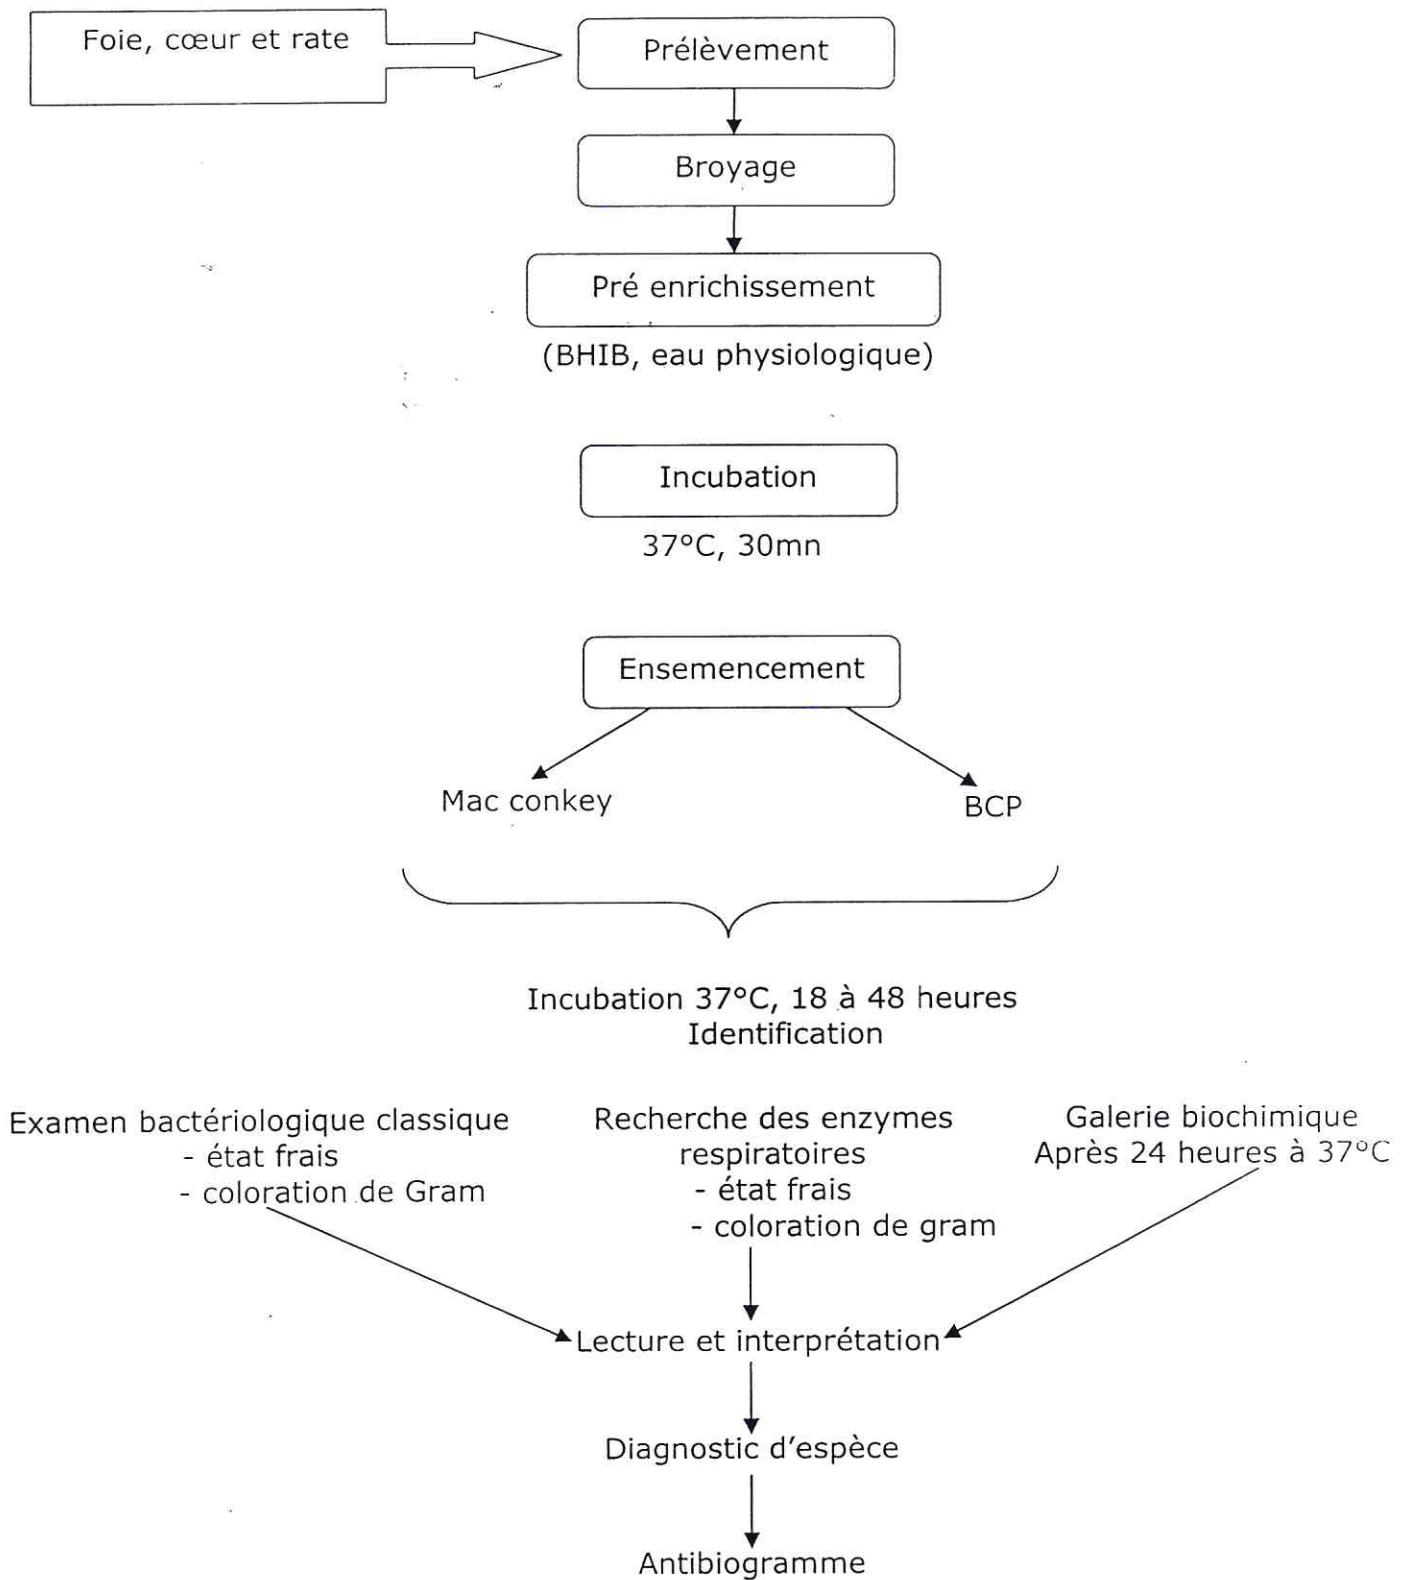 Foie, cœur et rate
Prélèvement
Broyage
Pré enrichissement
(BHIB, eau physiologique)
Incubation
37°C, 30mn
Ensemencement
Mac conkey
BCP
Incubation 37°C, 18 à 48 heures
Identification
Examen bactériologique classique
- état frais
- coloration de Gram
Recherche des enzymes
respiratoires
- état frais
- coloration de gram
Galerie biochimique
Après 24 heures à 37°C
Lecture et interprétation
Diagnostic d'espèce
Antibiogramme